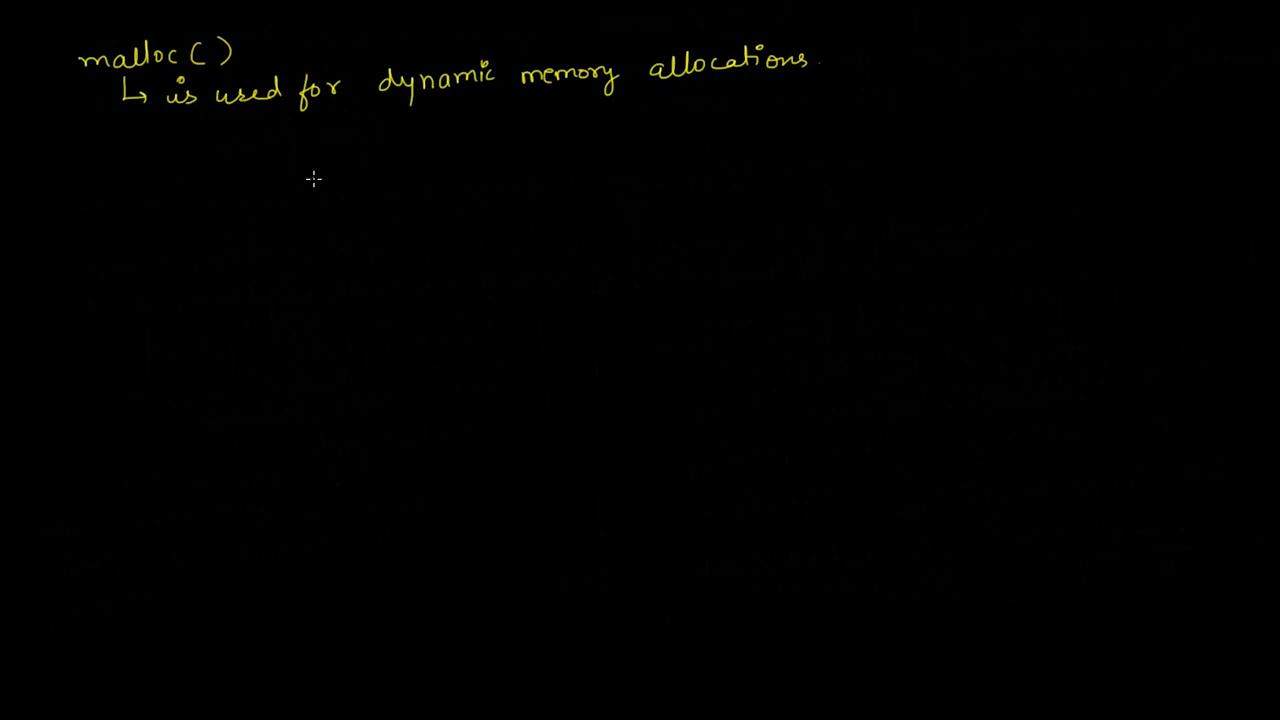 malloc( )
↳ is used for dynamic memory allocations.